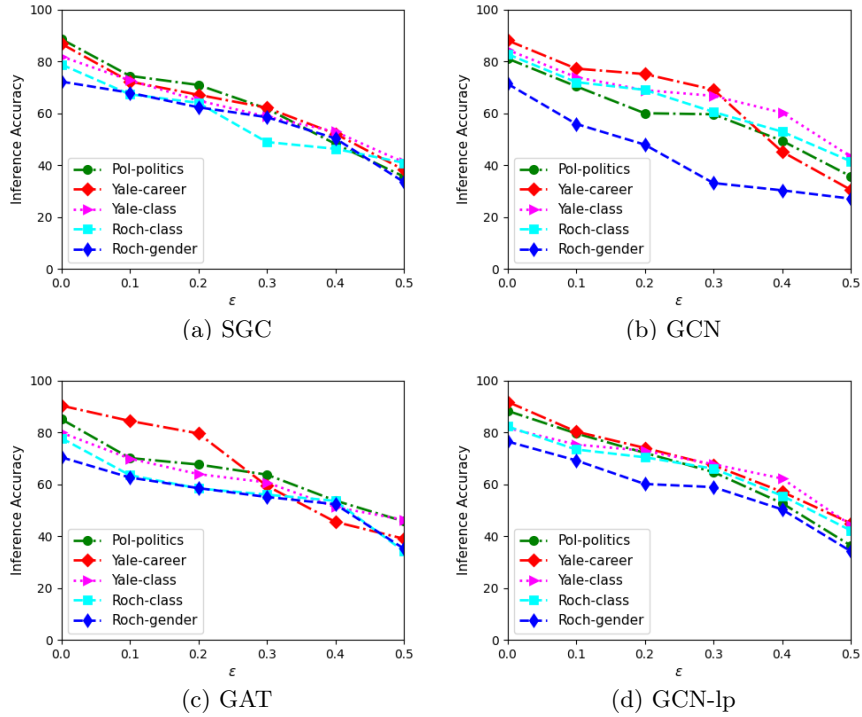 100
80
60
40
20
0
Inference Accuracy
Pol-politics
Yale-career
Yale-class
Roch-class
Roch-gender
0.0 0.1 0.2 0.3 0.4 0.5
ε
(a) SGC
100
80
60
40
20
0
Inference Accuracy
Pol-politics
Yale-career
Yale-class
Roch-class
Roch-gender
0.0 0.1 0.2 0.3 0.4 0.5
ε
(b) GCN
100
80
60
40
20
0
Inference Accuracy
Pol-politics
Yale-career
Yale-class
Roch-class
Roch-gender
0.0 0.1 0.2 0.3 0.4 0.5
ε
(c) GAT
100
80
60
40
20
0
Inference Accuracy
Pol-politics
Yale-career
Yale-class
Roch-class
Roch-gender
0.0 0.1 0.2 0.3 0.4 0.5
ε
(d) GCN-lp